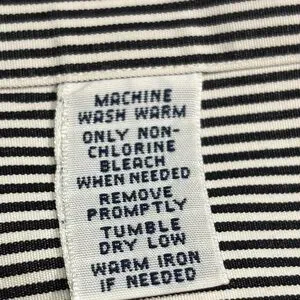 MACHINE
WASH WARM
ONLY NON-
CHLORINE
BLEACH
WHEN NEEDED
REMOVE
PROMPTLY
TUMBLE
DRY LOW
WARM IRON
IF NEEDED